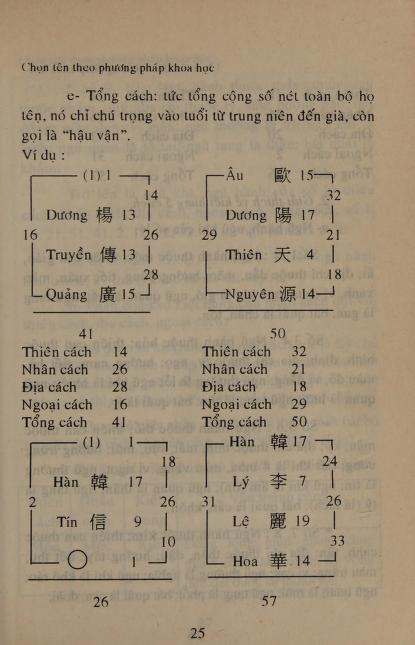 Chọn tên theo phương pháp khoa học
e- Tổng cách: tức tổng cộng số nét toàn bộ họ
tên, nó chỉ chú trọng vào tuổi từ trung niên đến già, còn
gọi là “hậu vận”.
Ví dụ :
(1) 1
14
Dương 楊 13
16 26
Truyền 傳 13
28
Quảng 廣 15
41
Âu 歐 15
32
Dương 陽 17
29 21
Thiên 天 4
18
Nguyên 源 14
50
Thiên cách 14
Nhân cách 26
Địa cách 28
Ngoại cách 16
Tổng cách 41
Thiên cách 32
Nhân cách 21
Địa cách 18
Ngoại cách 29
Tổng cách 50
(1) 1
18
Hàn 韓 17
2 26
Tín 信 9
10
○ 1
26
Hàn 韓 17
24
Lý 李 7
31 26
Lệ 麗 19
33
Hoa 華 14
57
25